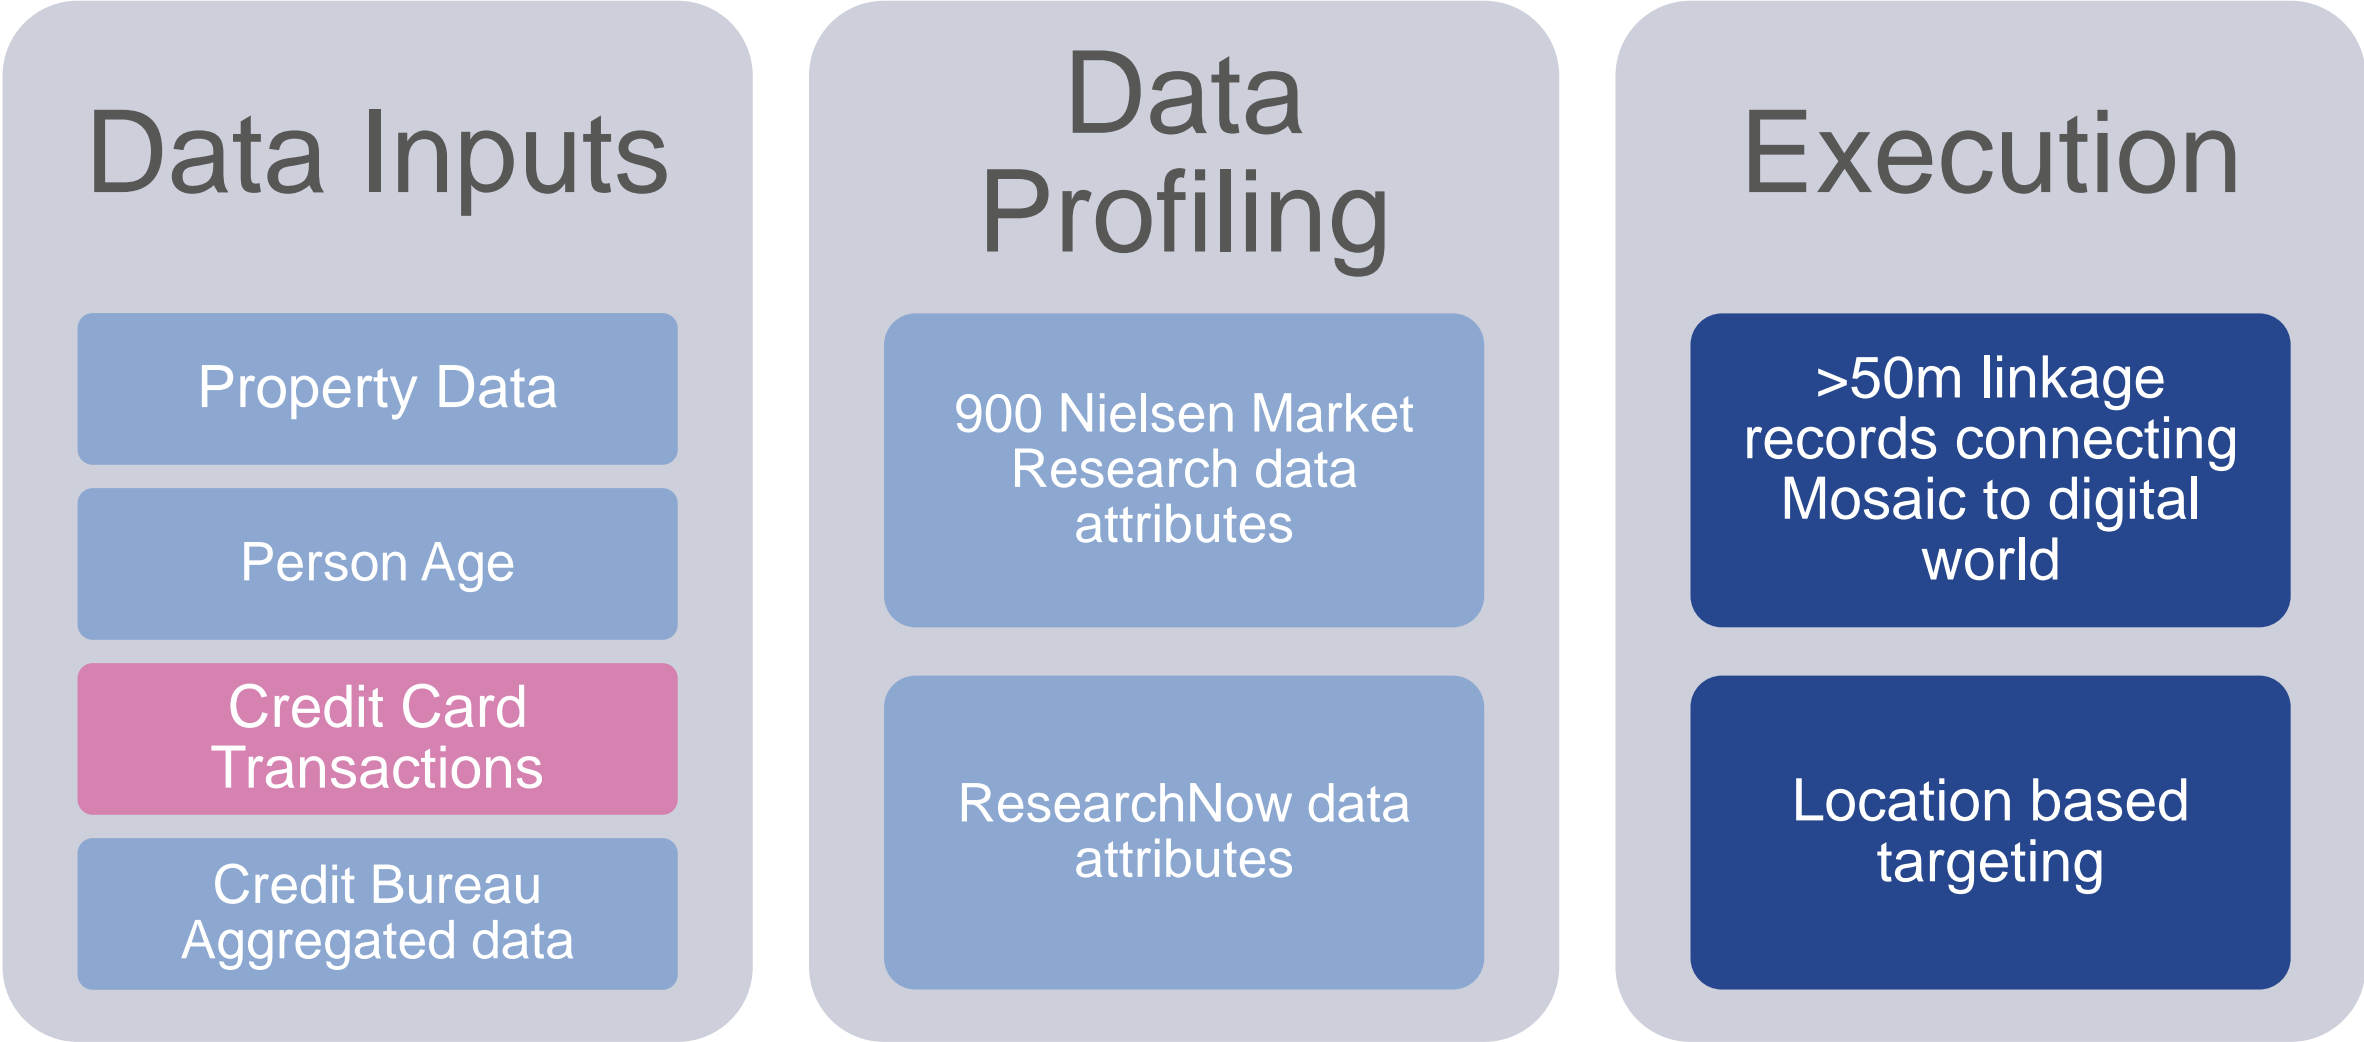 Data Inputs
Property Data
Person Age
Credit Card
Transactions
Credit Bureau
Aggregated data
Data
Profiling
900 Nielsen Market
Research data
attributes
ResearchNow data
attributes
Execution
>50m linkage
records connecting
Mosaic to digital
world
Location based
targeting